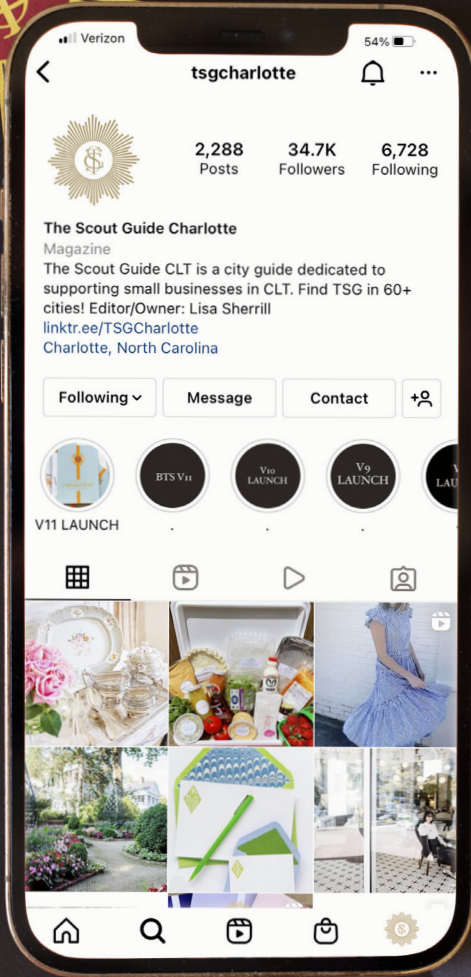 Verizon
54%
tsgcharlotte
2,288 34.7K 6,728
Posts Followers Following
The Scout Guide Charlotte
Magazine
The Scout Guide CLT is a city guide dedicated to
supporting small businesses in CLT. Find TSG in 60+
cities! Editor/Owner: Lisa Sherrill
linktr.ee/TSGCharlotte
Charlotte, North Carolina
Following Message Contact
BTS V11
V10
LAUNCH
V9
LAUNCH
V11 LAUNCH . . .